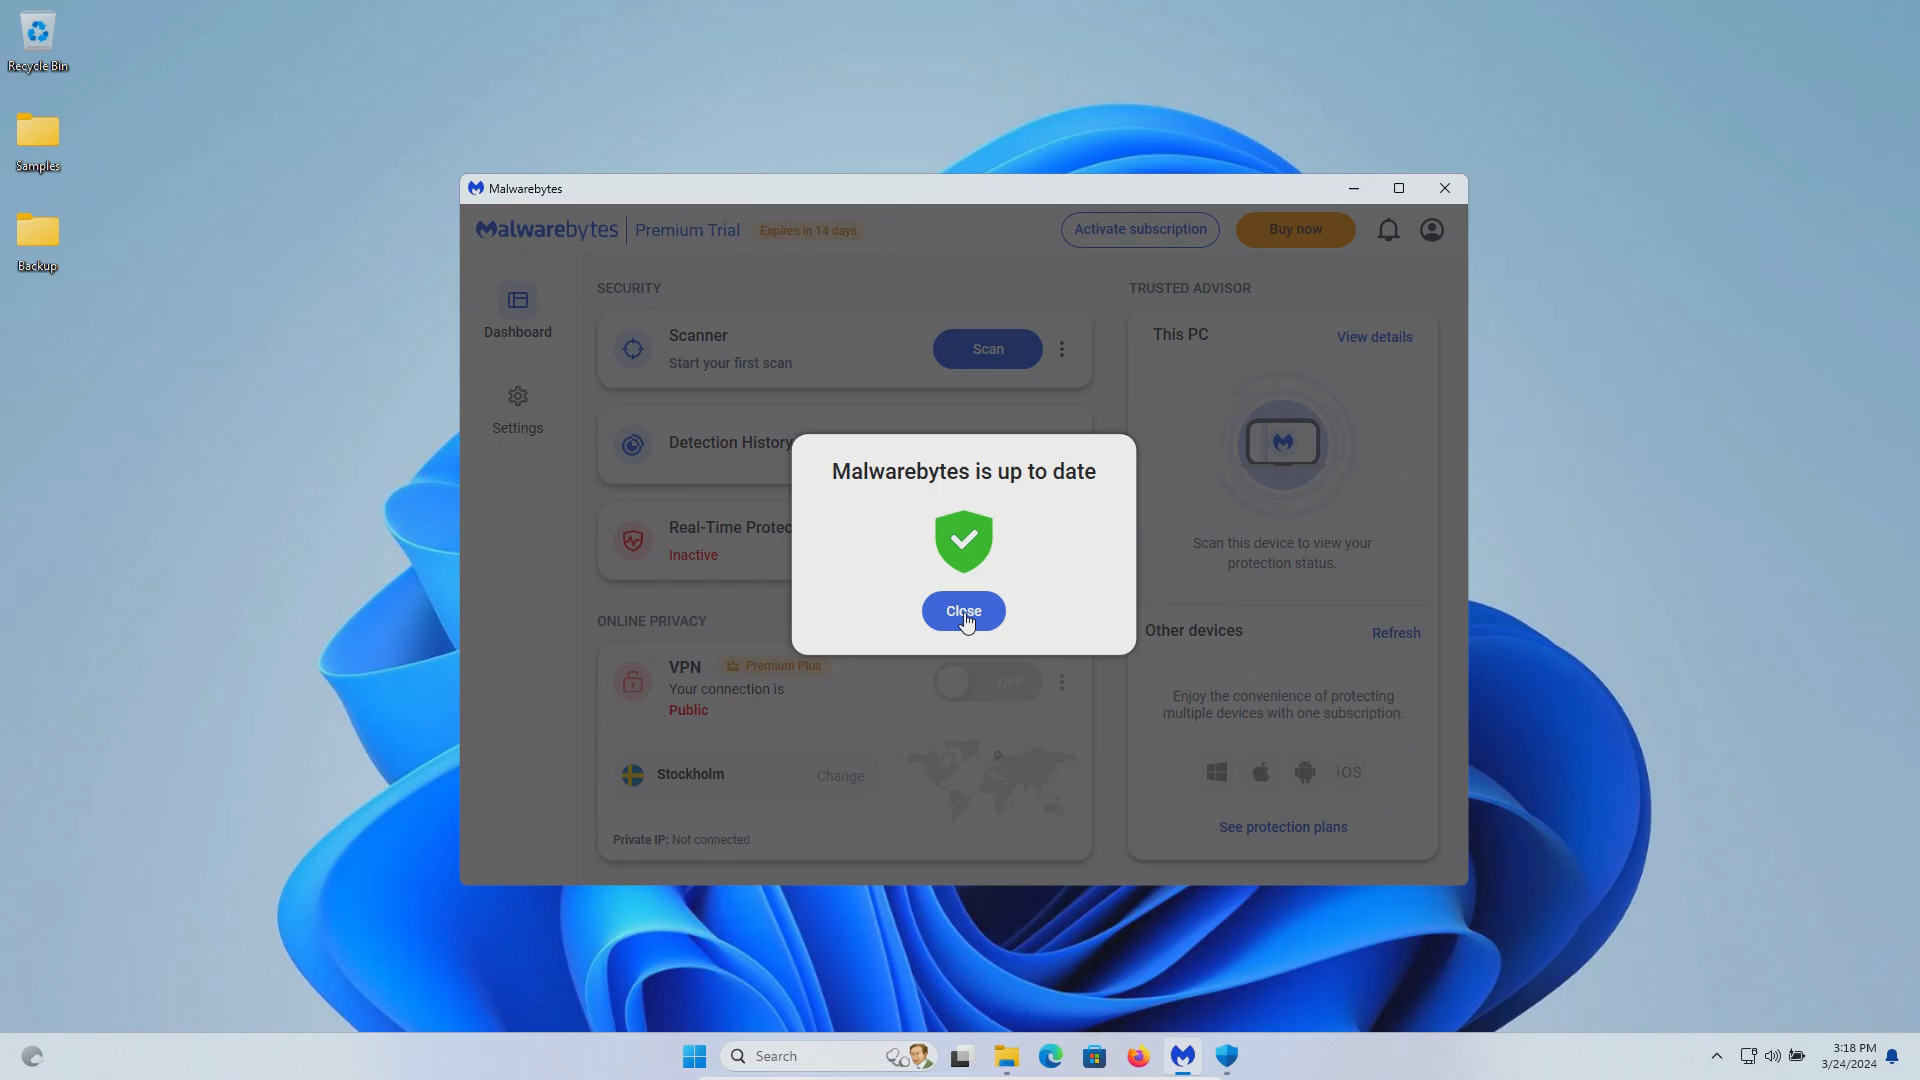 Recycle Bin
Samples
Backup
Malwarebytes
Malwarebytes
Premium Trial
Expires in 14 days
Activate subscription
Buy now
Dashboard
Settings
SECURITY
Scanner
Start your first scan
Scan
Detection History
Real-Time Protec
Inactive
Malwarebytes is up to date
Close
ONLINE PRIVACY
VPN
Premium Plus
Your connection is
Public
OFF
Stockholm
Change
Private IP: Not connected
TRUSTED ADVISOR
This PC
View details
Scan this device to view your
protection status.
Other devices
Refresh
Enjoy the convenience of protecting
multiple devices with one subscription.
iOS
See protection plans
Search
3:18 PM
3/24/2024